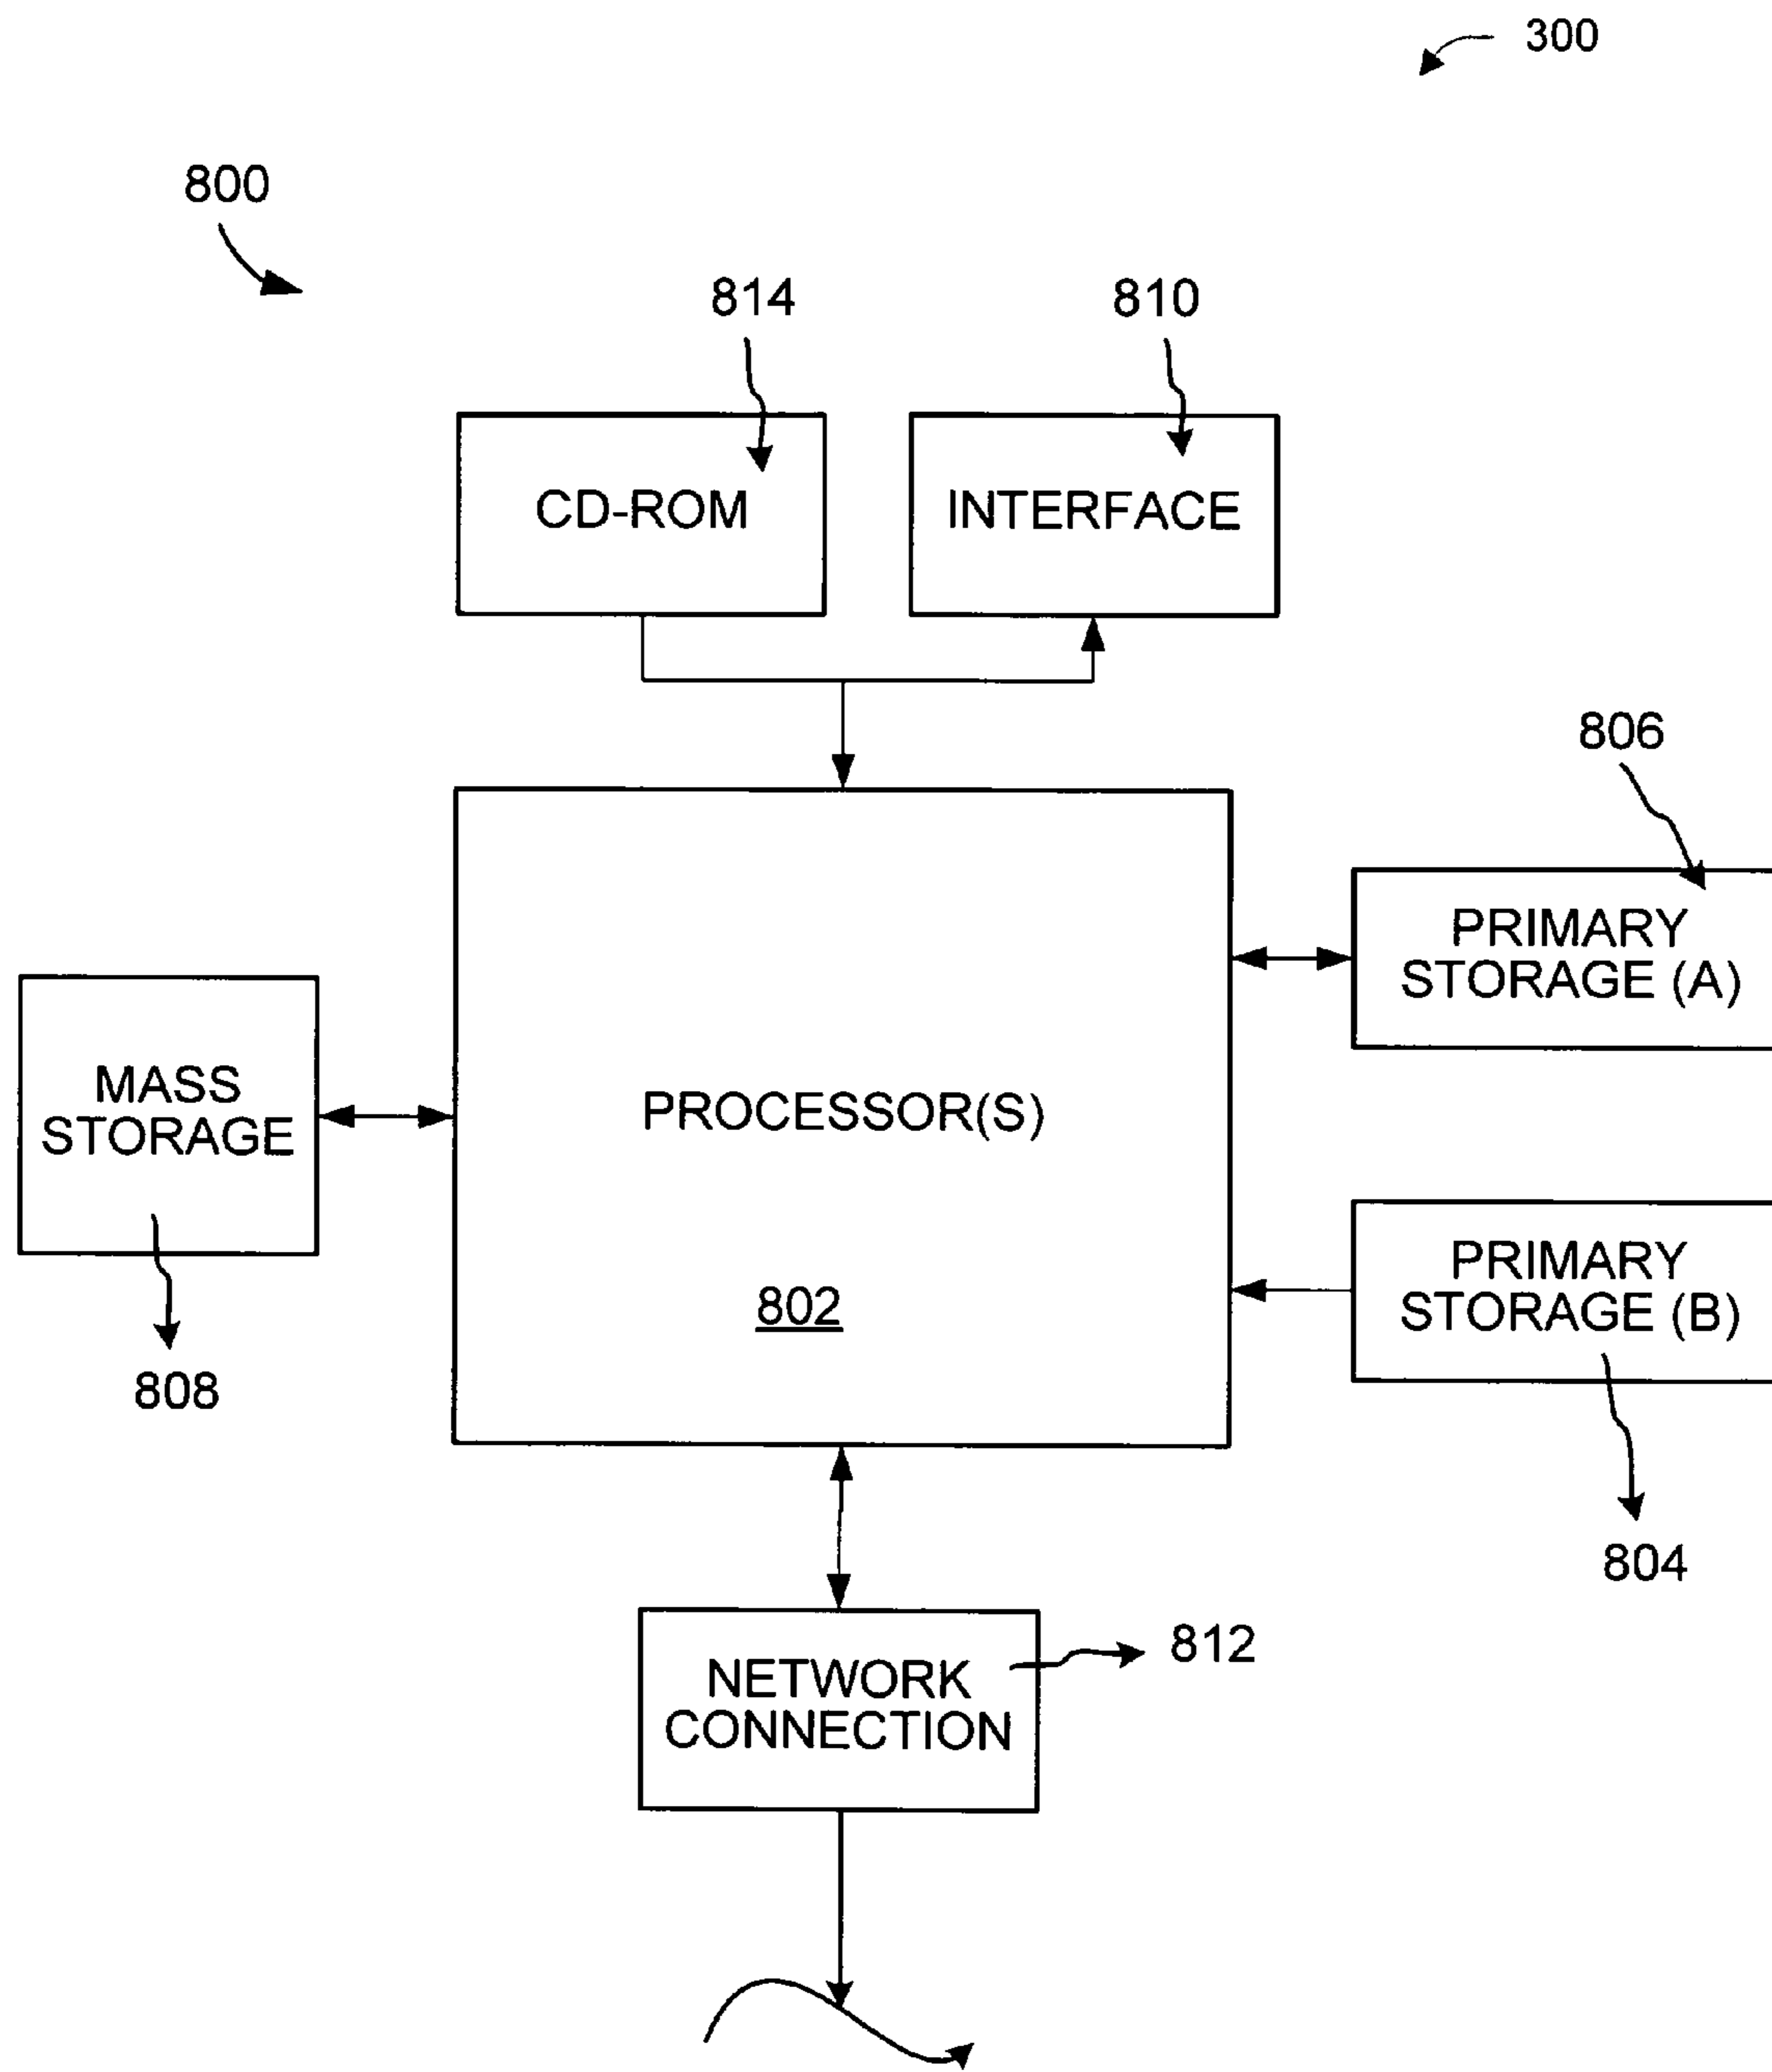 300
800
814
810
CD-ROM
INTERFACE
806
PRIMARY
STORAGE (A)
MASS
STORAGE
PROCESSOR(S)
802
PRIMARY
STORAGE (B)
808
804
812
NETWORK
CONNECTION